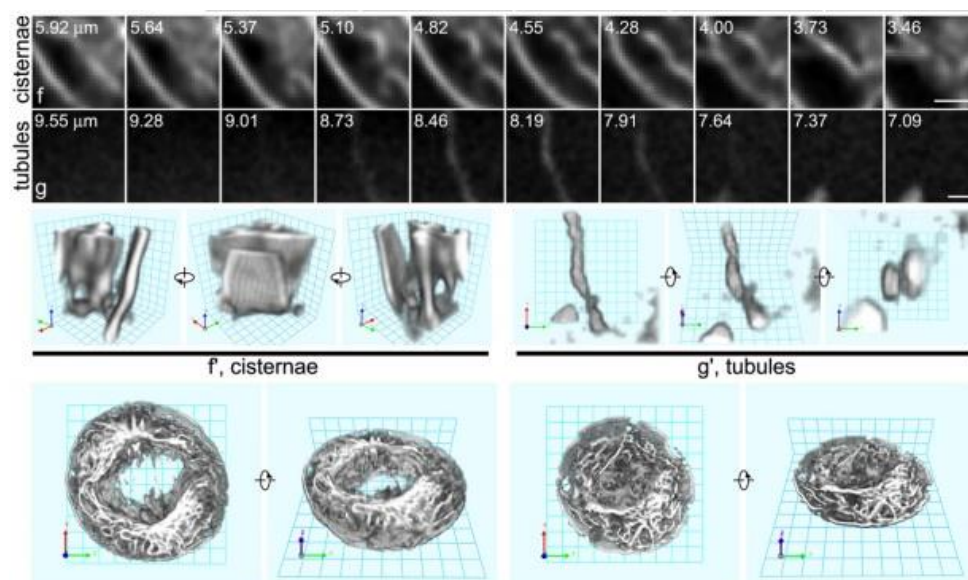 cisternae
5.92 μm 5.64 5.37 5.10 4.82 4.55 4.28 4.00 3.73 3.46
f
tubules
9.55 μm 9.28 9.01 8.73 8.46 8.19 7.91 7.64 7.37 7.09
g
f', cisternae
g', tubules